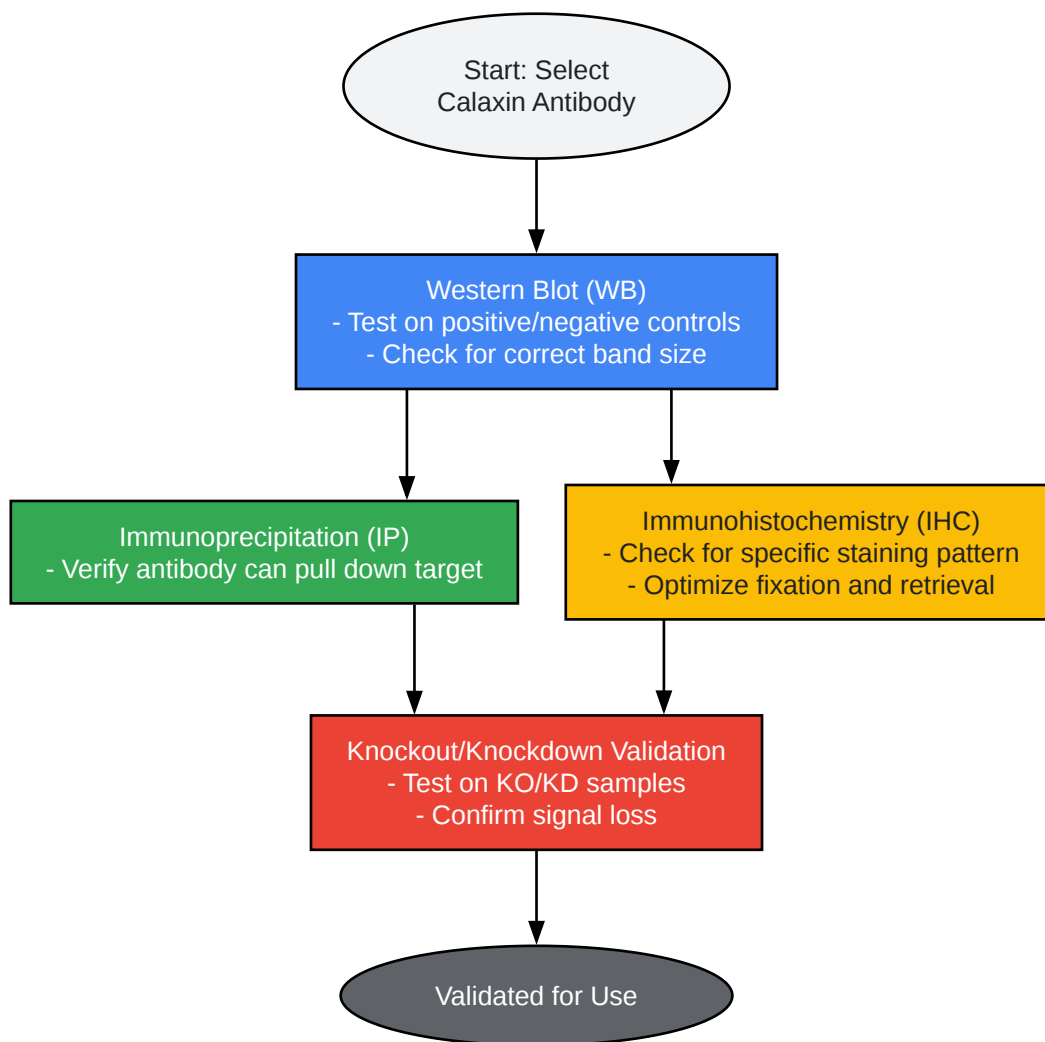 Start: Select
Calaxin Antibody
Western Blot (WB)
- Test on positive/negative controls
- Check for correct band size
Immunoprecipitation (IP)
- Verify antibody can pull down target
Immunohistochemistry (IHC)
- Check for specific staining pattern
- Optimize fixation and retrieval
Knockout/Knockdown Validation
- Test on KO/KD samples
- Confirm signal loss
Validated for Use